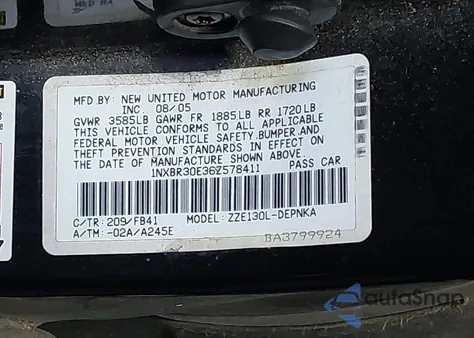 MFD.BY: NEW UNITED MOTOR MANUFACTURING
INC 08/05
GVWR 3585LB GAWR FR 1885LB RR 1720LB
THIS VEHICLE CONFORMS TO ALL APPLICABLE
FEDERAL MOTOR VEHICLE SAFETY,BUMPER,AND
THEFT PREVENTION STANDARDS IN EFFECT ON
THE DATE OF MANUFACTURE SHOWN ABOVE
1NXBR30E36Z578411 PASS CAR
C/TR: 209/FB41 MODEL: ZZE130L-DEPNKA
A/TM: -02A/A245E
BA3799924
autoSnap